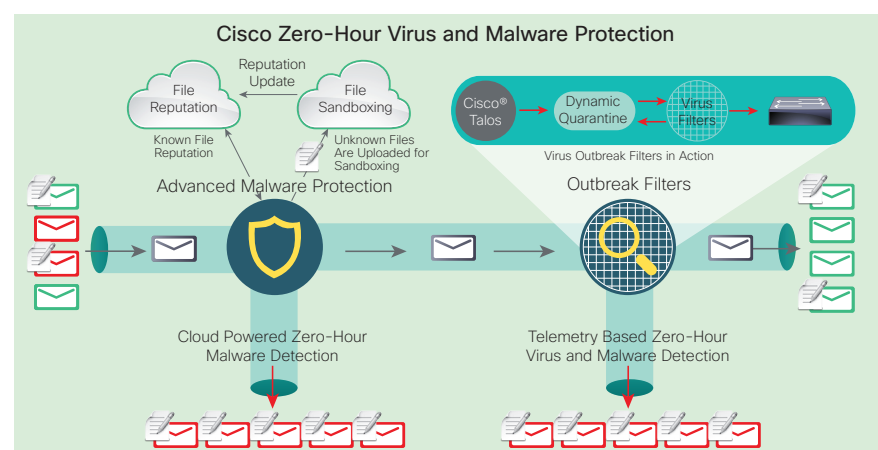 Cisco Zero-Hour Virus and Malware Protection
Reputation
Update
File
Reputation
File
Sandboxing
Known File
Reputation
Unknown Files
Are Uploaded for
Sandboxing
Advanced Malware Protection
Cisco®
Talos
Dynamic
Quarantine
Virus
Filters
Virus Outbreak Filters in Action
Outbreak Filters
Cloud Powered Zero-Hour
Malware Detection
Telemetry Based Zero-Hour
Virus and Malware Detection